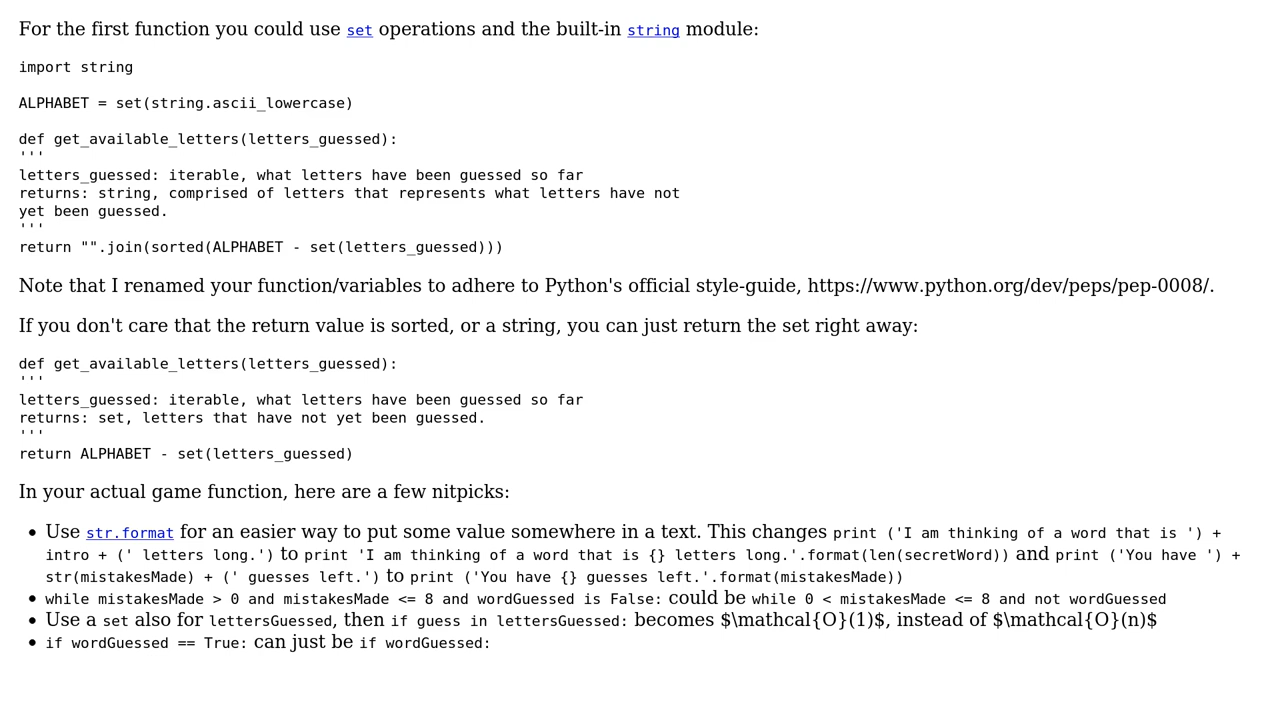 For the first function you could use set operations and the built-in string module:
import string
ALPHABET = set(string.ascii_lowercase)
def get_available_letters(letters_guessed):
'''
letters_guessed: iterable, what letters have been guessed so far
returns: string, comprised of letters that represents what letters have not
yet been guessed.
'''
return "".join(sorted(ALPHABET - set(letters_guessed)))
Note that I renamed your function/variables to adhere to Python's official style-guide, https://www.python.org/dev/peps/pep-0008/.
If you don't care that the return value is sorted, or a string, you can just return the set right away:
def get_available_letters(letters_guessed):
'''
letters_guessed: iterable, what letters have been guessed so far
returns: set, letters that have not yet been guessed.
'''
return ALPHABET - set(letters_guessed)
In your actual game function, here are a few nitpicks:
• Use str.format for an easier way to put some value somewhere in a text. This changes print ('I am thinking of a word that is ') +
intro + (' letters long.') to print 'I am thinking of a word that is {} letters long.'.format(len(secretWord)) and print ('You have ') +
str(mistakesMade) + (' guesses left.') to print ('You have {} guesses left.'.format(mistakesMade))
• while mistakesMade > 0 and mistakesMade <= 8 and wordGuessed is False: could be while 0 < mistakesMade <= 8 and not wordGuessed
• Use a set also for lettersGuessed, then if guess in lettersGuessed: becomes $\mathcal{O}(1)$, instead of $\mathcal{O}(n)$
• if wordGuessed == True: can just be if wordGuessed: